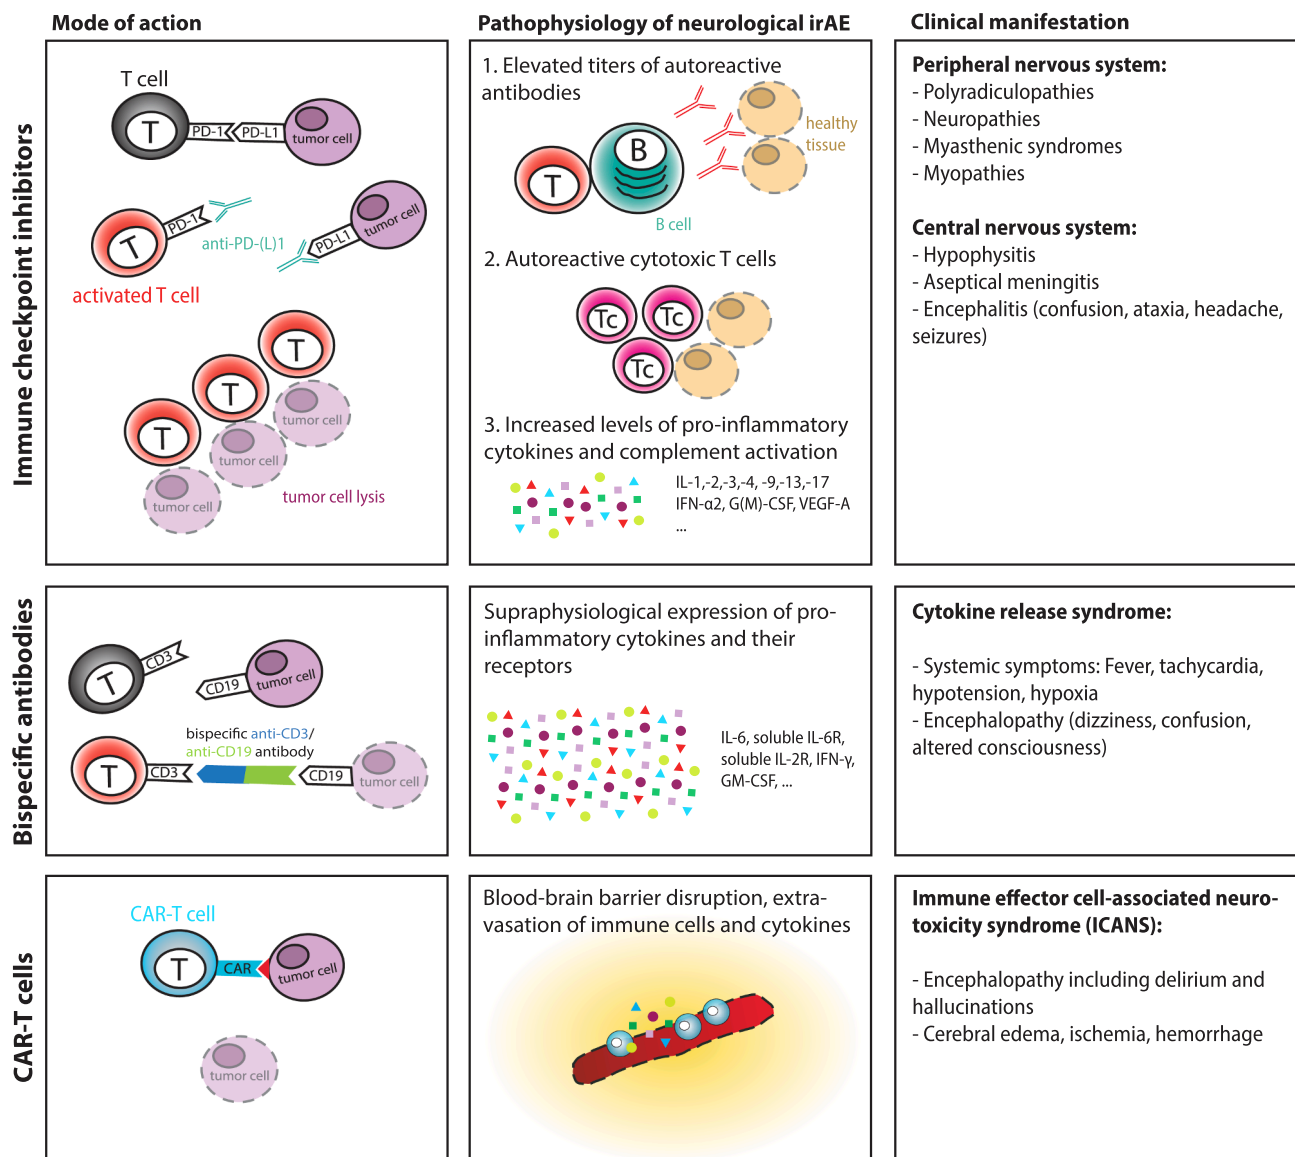 Mode of action
Pathophysiology of neurological irAE
Clinical manifestation
Immune checkpoint inhibitors
T cell
T
PD-1
PD-L1
tumor cell
T
PD-1
anti-PD-(L)1
PD-L1
tumor cell
activated T cell
T
T
T
tumor cell
tumor cell
tumor cell
tumor cell lysis
1. Elevated titers of autoreactive
antibodies
healthy
tissue
B
T
B cell
2. Autoreactive cytotoxic T cells
Tc
Tc
Tc
3. Increased levels of pro-inflammatory
cytokines and complement activation
IL-1,-2,-3,-4, -9,-13,-17
IFN-α2, G(M)-CSF, VEGF-A
...
Peripheral nervous system:
- Polyradiculopathies
- Neuropathies
- Myasthenic syndromes
- Myopathies
Central nervous system:
- Hypophysitis
- Aseptical meningitis
- Encephalitis (confusion, ataxia, headache,
seizures)
Bispecific antibodies
T
CD3
CD19
tumor cell
bispecific anti-CD3/
anti-CD19 antibody
T
CD3
CD19
tumor cell
Supraphysiological expression of pro-
inflammatory cytokines and their
receptors
IL-6, soluble IL-6R,
soluble IL-2R, IFN-γ,
GM-CSF, ...
Cytokine release syndrome:
- Systemic symptoms: Fever, tachycardia,
hypotension, hypoxia
- Encephalopathy (dizziness, confusion,
altered consciousness)
CAR-T cells
CAR-T cell
T
CAR
tumor cell
tumor cell
Blood-brain barrier disruption, extra-
vasation of immune cells and cytokines
Immune effector cell-associated neuro-
toxicity syndrome (ICANS):
- Encephalopathy including delirium and
hallucinations
- Cerebral edema, ischemia, hemorrhage